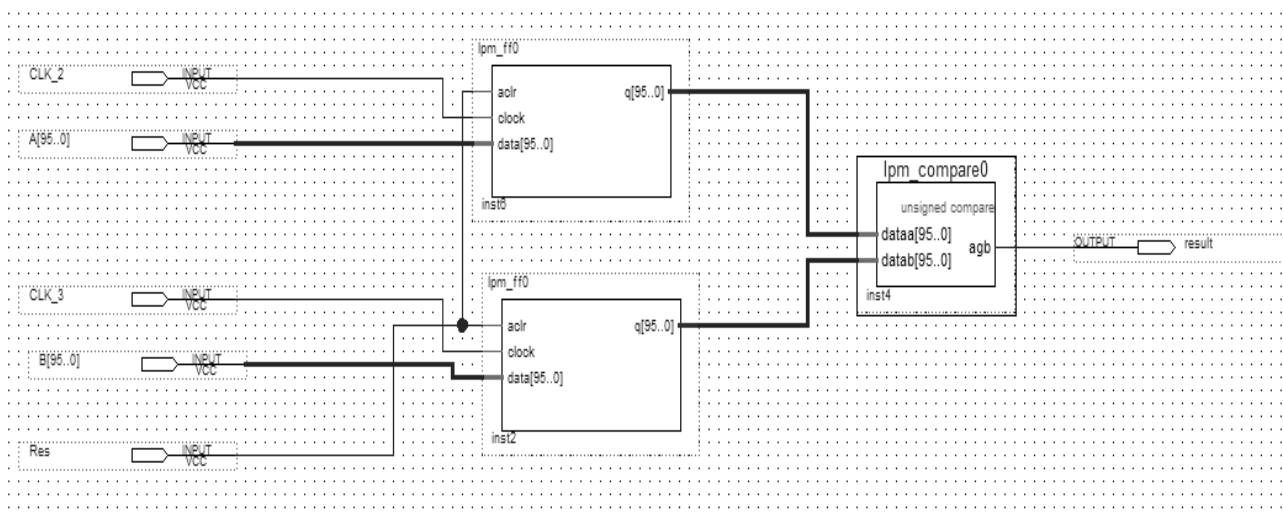 lpm_ff0
CLK_2
INPUT
VCC
aclr
q[95..0]
clock
A[95..0]
INPUT
VCC
data[95..0]
inst6
lpm_compare0
unsigned compare
dataa[95..0]
agb
datab[95..0]
inst4
OUTPUT
result
lpm_ff0
CLK_3
INPUT
VCC
aclr
q[95..0]
clock
B[95..0]
INPUT
VCC
data[95..0]
inst2
Res
INPUT
VCC